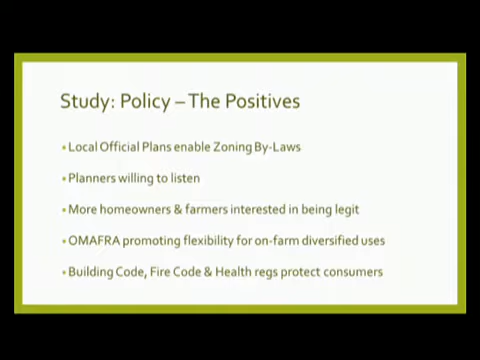 Study: Policy – The Positives
▪ Local Official Plans enable Zoning By-Laws
▪ Planners willing to listen
▪ More homeowners & farmers interested in being legit
▪ OMAFRA promoting flexibility for on-farm diversified uses
▪ Building Code, Fire Code & Health regs protect consumers